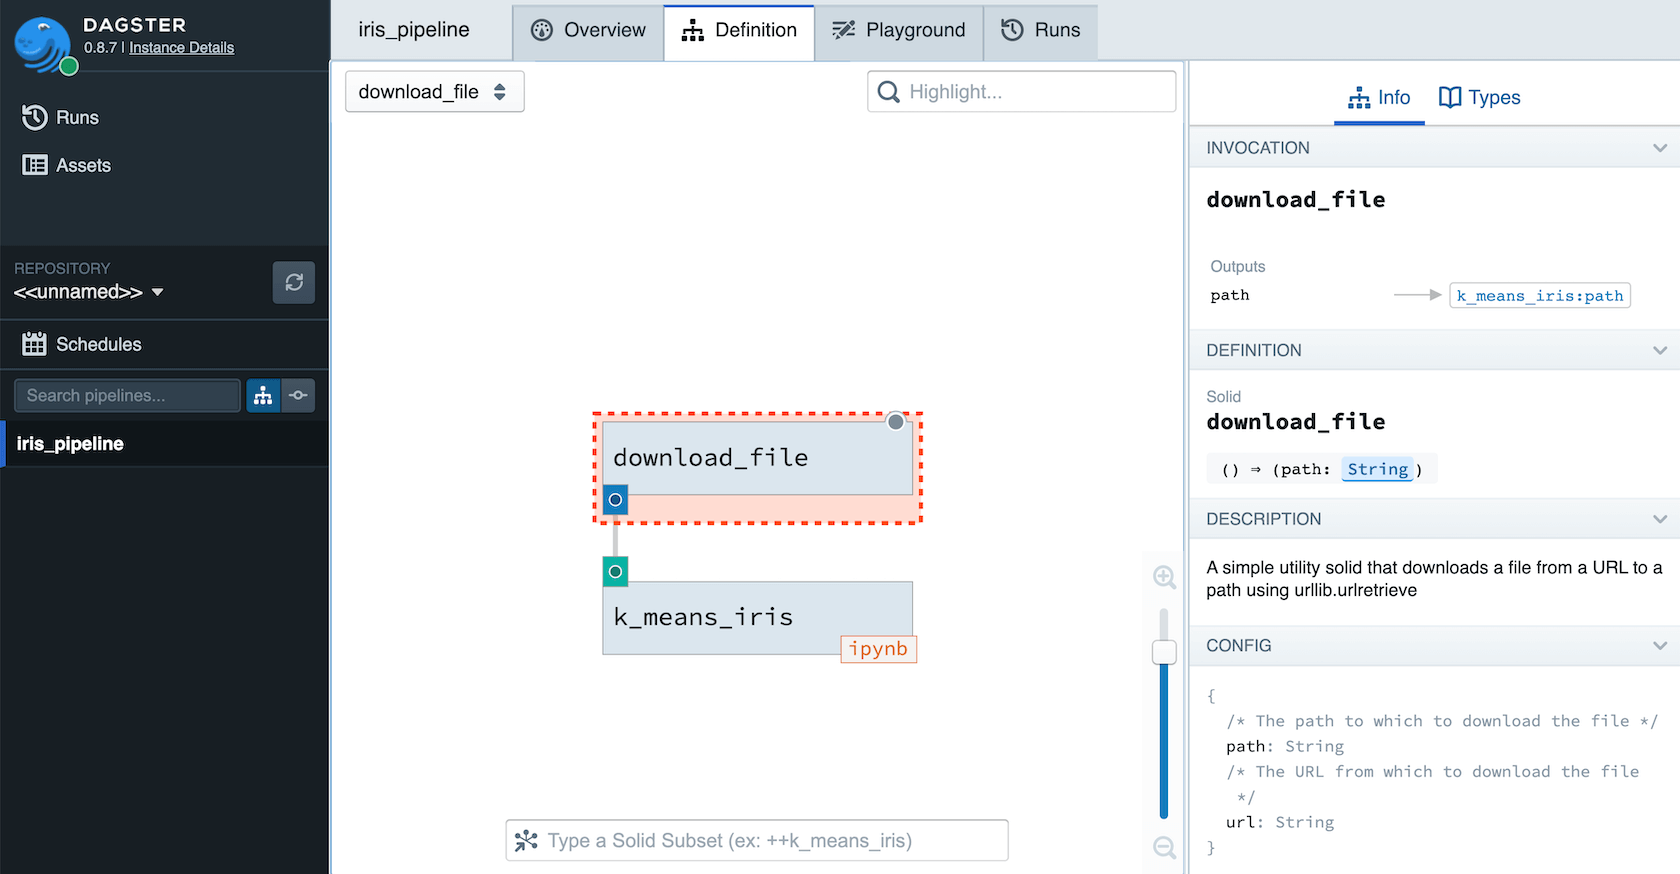 DAGSTER
0.8.7 | Instance Details
Runs
Assets
REPOSITORY
<<unnamed>>
Schedules
Search pipelines...
iris_pipeline
iris_pipeline
Overview
Definition
Playground
Runs
download_file
Highlight...
download_file
k_means_iris
ipynb
Type a Solid Subset (ex: ++k_means_iris)
Info
Types
INVOCATION
download_file
Outputs
path
k_means_iris:path
DEFINITION
Solid
download_file
() ⇒ (path: String )
DESCRIPTION
A simple utility solid that downloads a file from a URL to a
path using urllib.urlretrieve
CONFIG
{
/* The path to which to download the file */
path: String
/* The URL from which to download the file
*/
url: String
}